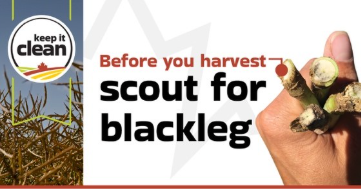 keep it
clean
Before you harvest
scout for
blackleg